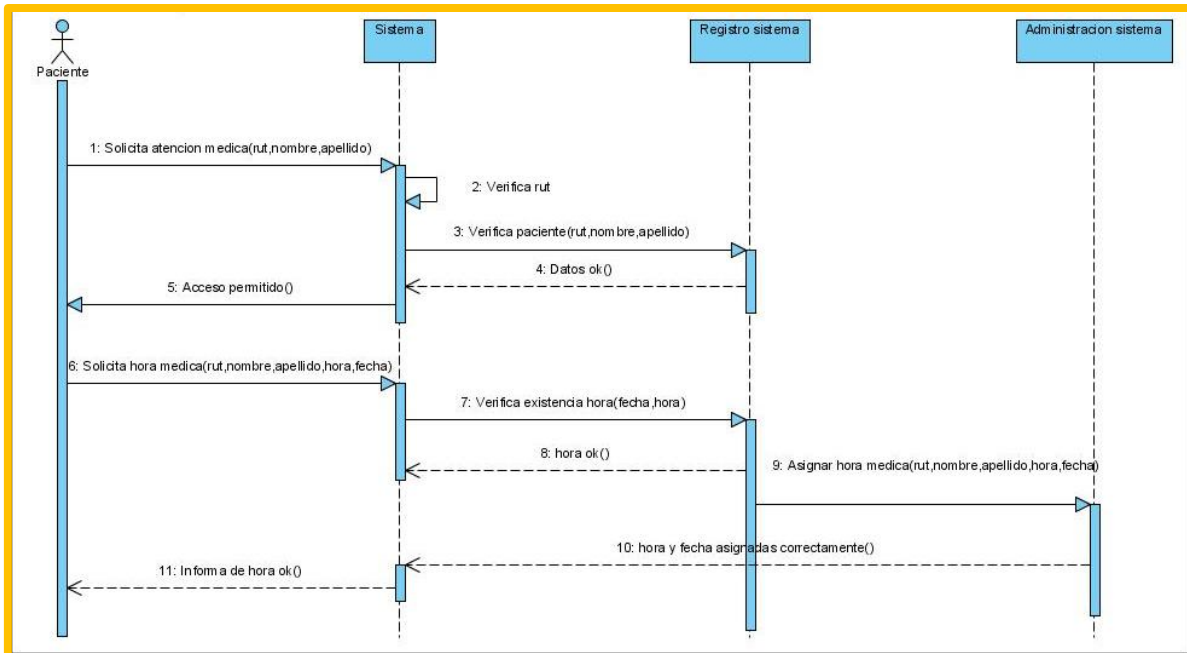 Paciente
Sistema
Registro sistema
Administracion sistema
1: Solicita atencion medica(rut,nombre,apellido)
2: Verifica rut
3: Verifica paciente(rut,nombre,apellido)
4: Datos ok()
5: Acceso permitido()
6: Solicita hora medica(rut,nombre,apellido,hora,fecha)
7: Verifica existencia hora(fecha,hora)
8: hora ok()
9: Asignar hora medica(rut,nombre,apellido,hora,fecha)
10: hora y fecha asignadas correctamente()
11: Informa de hora ok()